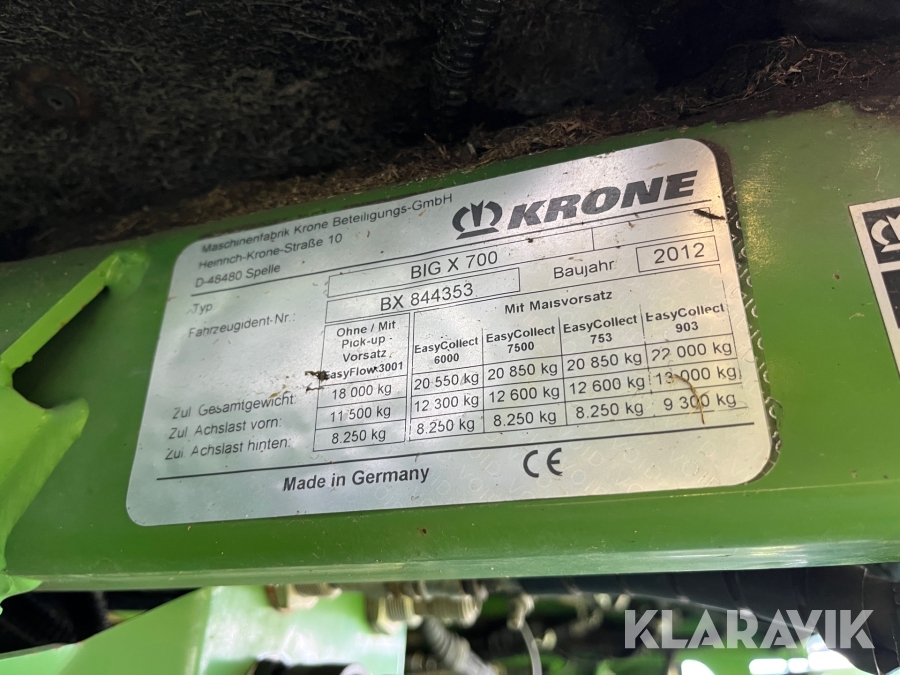 Maschinenfabrik Krone Beteiligungs-GmbH
Heinrich-Krone-Straße 10
D-48480 Spelle
KRONE
Typ BIG X 700
Fahrzeugident-Nr.: BX 844353 Baujahr 2012
Ohne / Mit Pick-up - Vorsatz EasyFlow 3001
Mit Maisvorsatz
EasyCollect 6000 EasyCollect 7500 EasyCollect 753 EasyCollect 903
Zul. Gesamtgewicht: 18 000 kg 20 550 kg 20 850 kg 20 850 kg 22 000 kg
Zul. Achslast vorn: 11 500 kg 12 300 kg 12 600 kg 12 600 kg 13 000 kg
Zul. Achslast hinten: 8.250 kg 8.250 kg 8.250 kg 8.250 kg 9 300 kg
Made in Germany CE
KLARAVIK